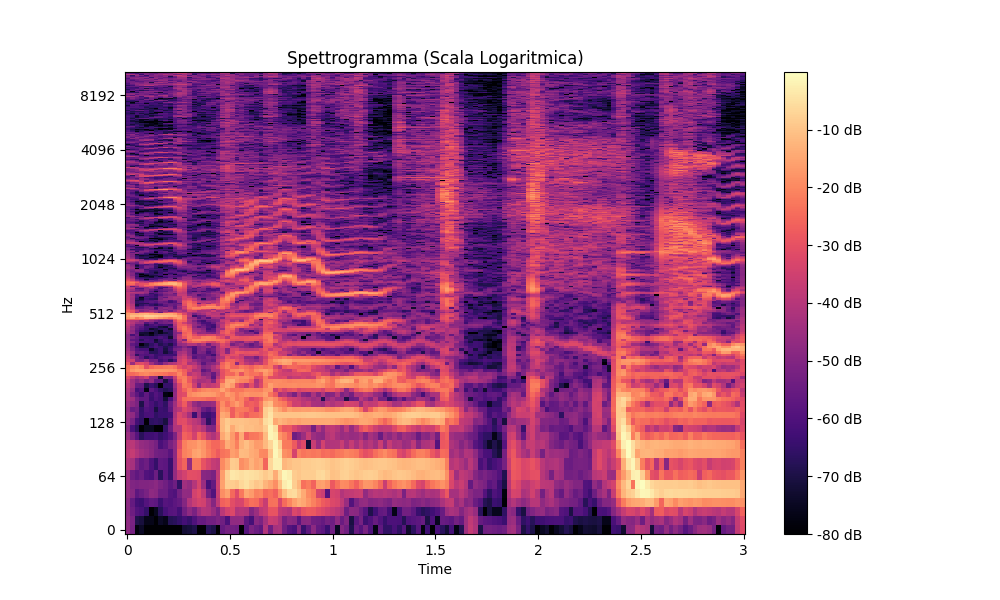 Spettrogramma (Scala Logaritmica)
8192
4096
2048
1024
512
256
128
64
0
Hz
0
0.5
1
1.5
2
2.5
3
Time
-10 dB
-20 dB
-30 dB
-40 dB
-50 dB
-60 dB
-70 dB
-80 dB